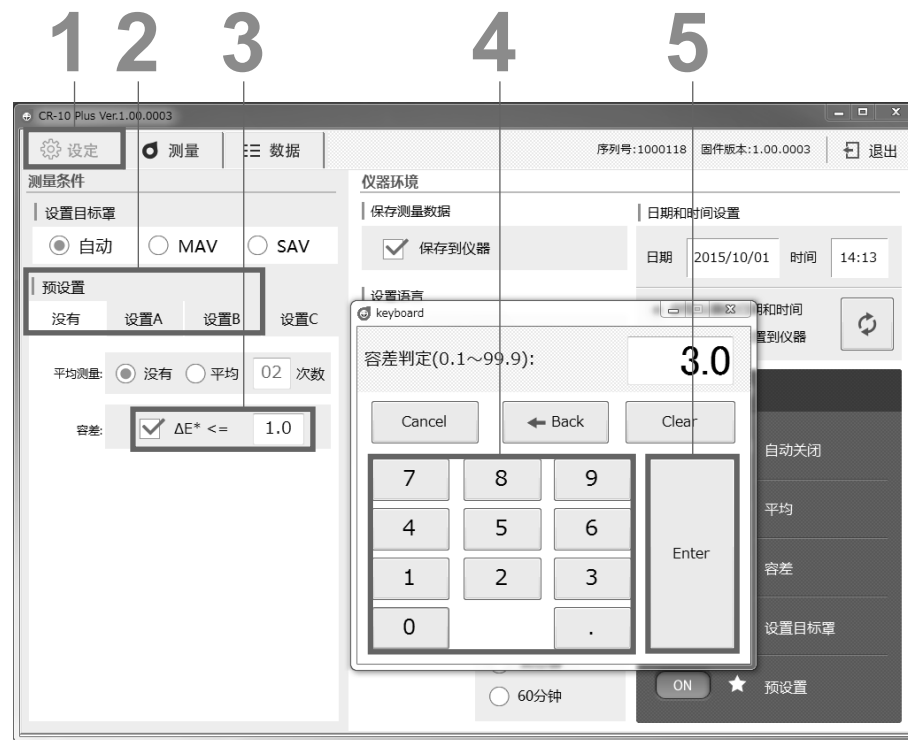 1 2 3 4 5
CR-10 Plus Ver.1.00.0003
设定 测量 数据 序列号:1000118 固件版本:1.00.0003 退出
测量条件
设置目标罩
自动 MAV SAV
预设置
没有 设置A 设置B 设置C
平均测量: 没有 平均 02 次数
容差: ΔE* <= 1.0
仪器环境
保存测量数据
保存到仪器
设置语言
日期和时间设置
日期 2015/10/01 时间 14:13
期和时间
置到仪器
keyboard
容差判定(0.1～99.9): 3.0
Cancel Back Clear
7 8 9
4 5 6
1 2 3
0 .
Enter
60分钟
自动关闭
平均
容差
设置目标罩
ON 预设置